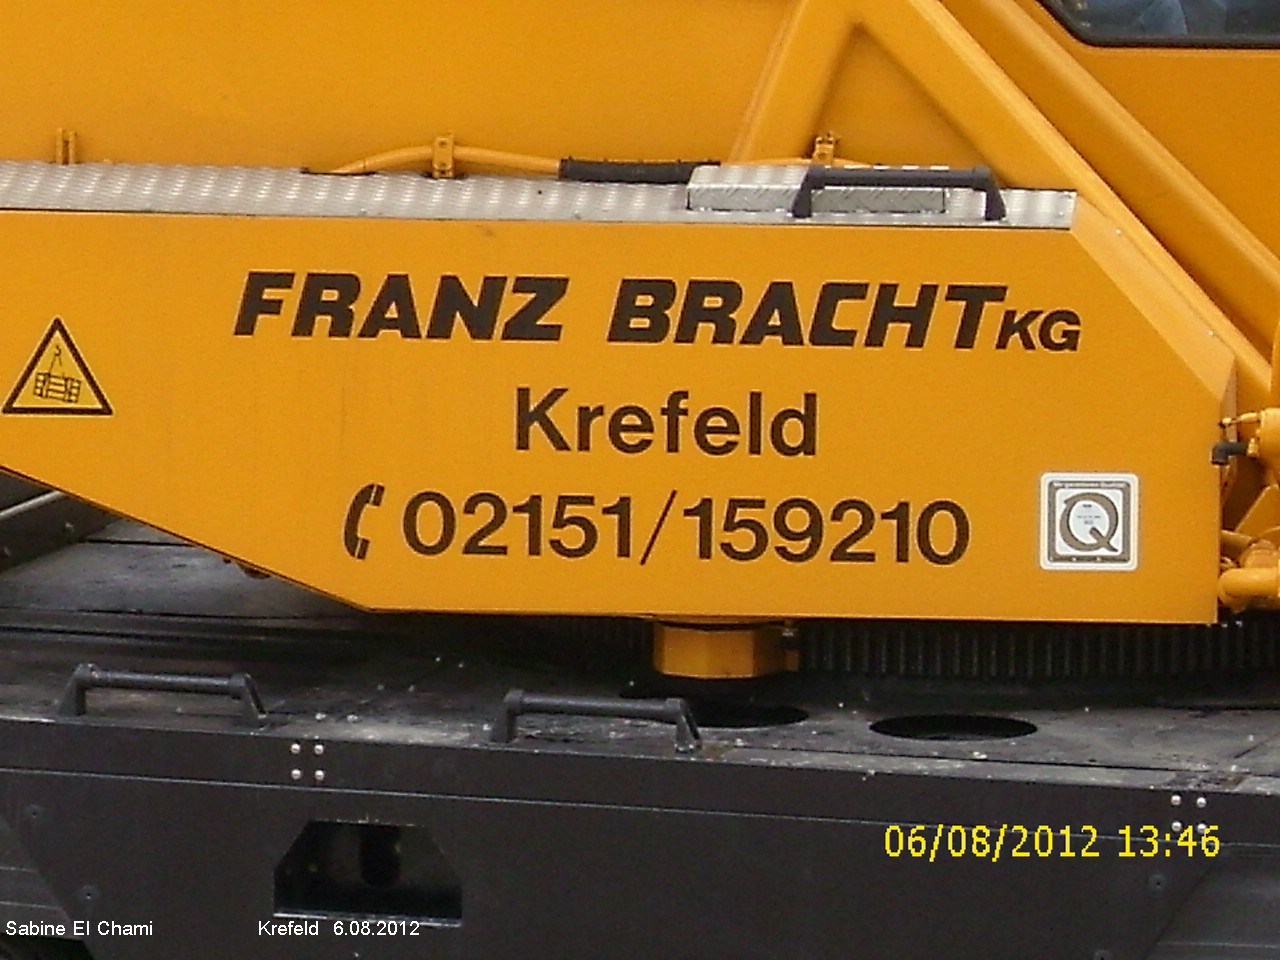 FRANZ BRACHT KG
Krefeld
02151/159210
Q
06/08/2012 13:46
Sabine El Chami Krefeld 6.08.2012